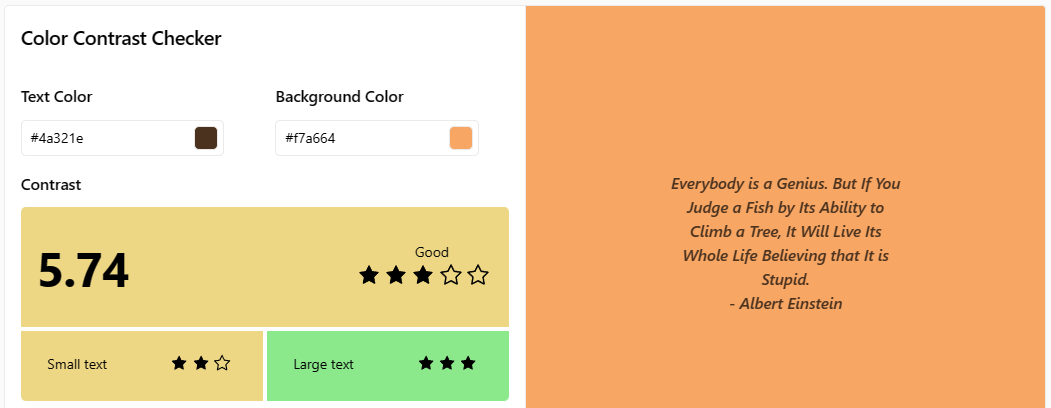 Color Contrast Checker
Text Color
Background Color
#4a321e
#f7a664
Contrast
5.74
Good
Small text
Large text
Everybody is a Genius. But If You
Judge a Fish by Its Ability to
Climb a Tree, It Will Live Its
Whole Life Believing that It is
Stupid.
- Albert Einstein